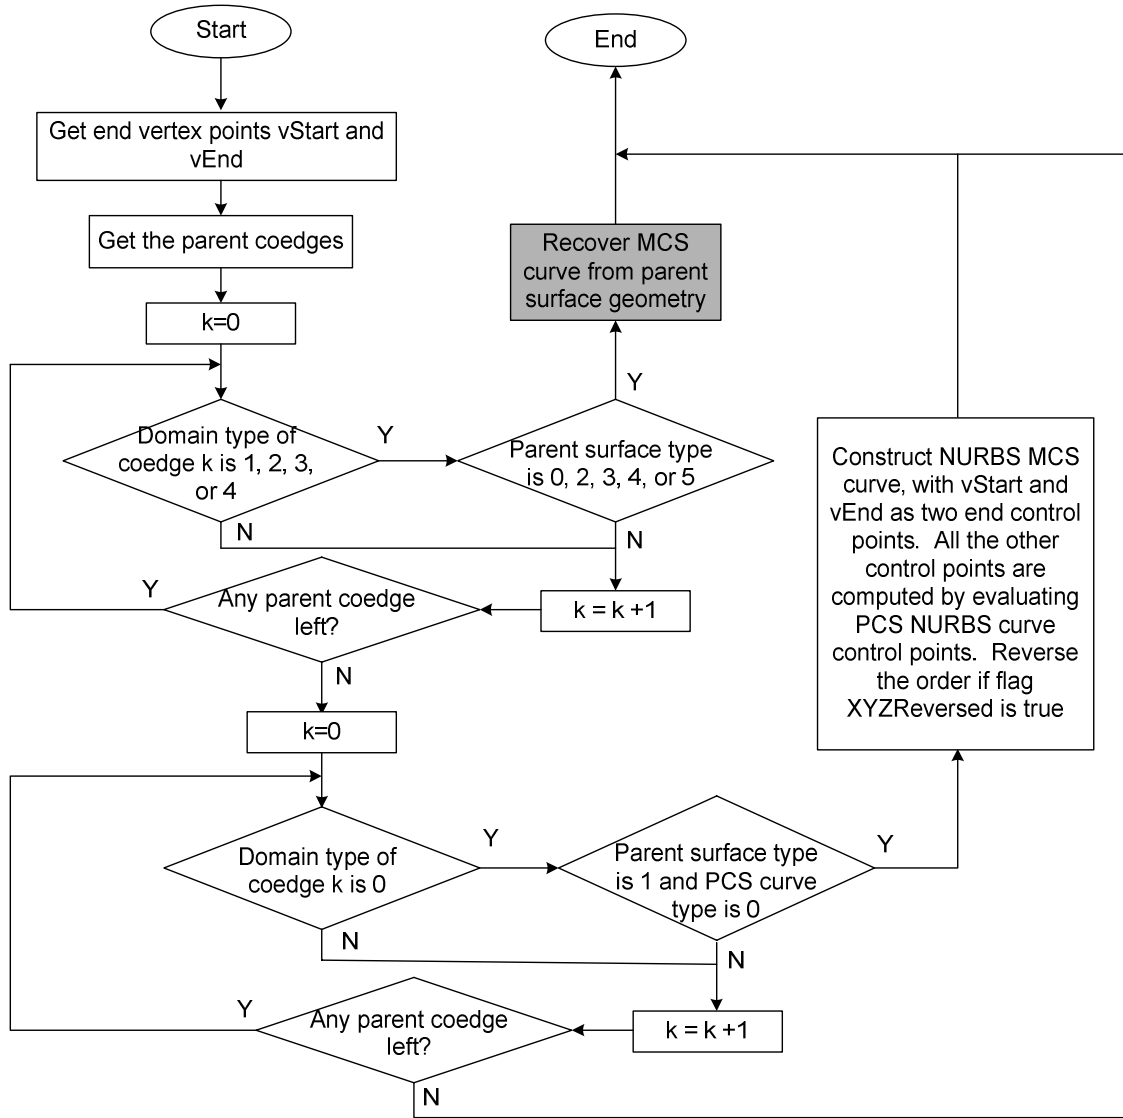 Start
End
Get end vertex points vStart and
vEnd
Get the parent coedges
k=0
Recover MCS
curve from parent
surface geometry
Domain type of
coedge k is 1, 2, 3,
or 4
Y
N
Parent surface type
is 0, 2, 3, 4, or 5
Y
N
k = k +1
Any parent coedge
left?
Y
N
k=0
Domain type of
coedge k is 0
Y
N
Parent surface type
is 1 and PCS curve
type is 0
Y
N
Construct NURBS MCS
curve, with vStart and
vEnd as two end control
points.  All the other
control points are
computed by evaluating
PCS NURBS curve
control points.  Reverse
the order if flag
XYZReversed is true
k = k +1
Any parent coedge
left?
Y
N